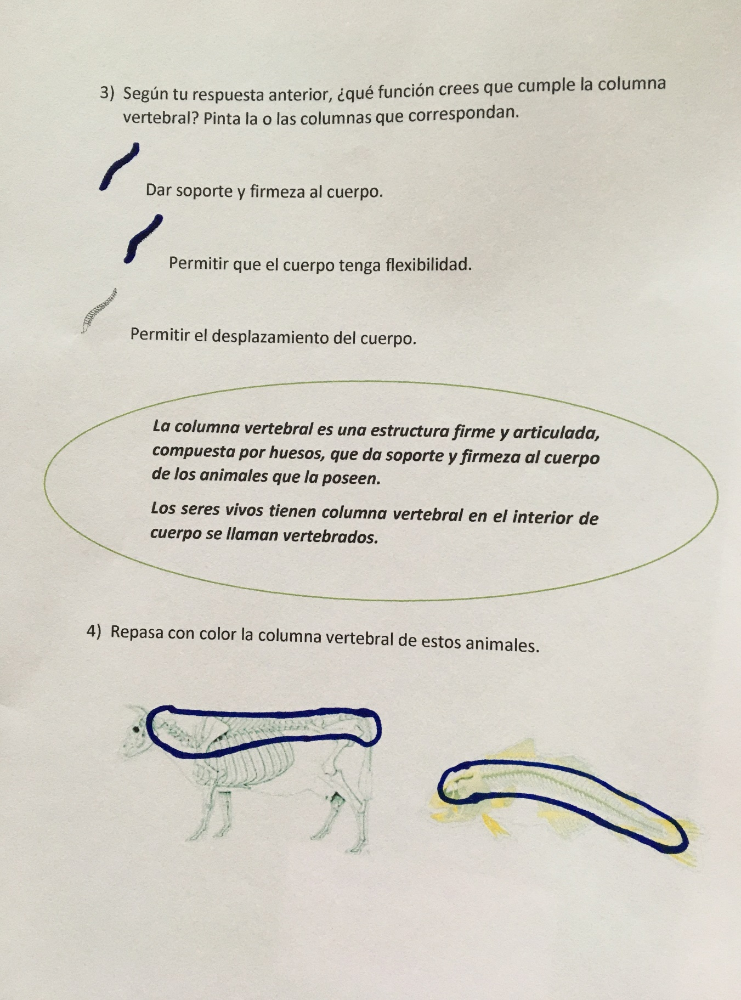 3) Según tu respuesta anterior, ¿qué función crees que cumple la columna
vertebral? Pinta la o las columnas que correspondan.
Dar soporte y firmeza al cuerpo.
Permitir que el cuerpo tenga flexibilidad.
Permitir el desplazamiento del cuerpo.
La columna vertebral es una estructura firme y articulada,
compuesta por huesos, que da soporte y firmeza al cuerpo
de los animales que la poseen.
Los seres vivos tienen columna vertebral en el interior de
cuerpo se llaman vertebrados.
4) Repasa con color la columna vertebral de estos animales.